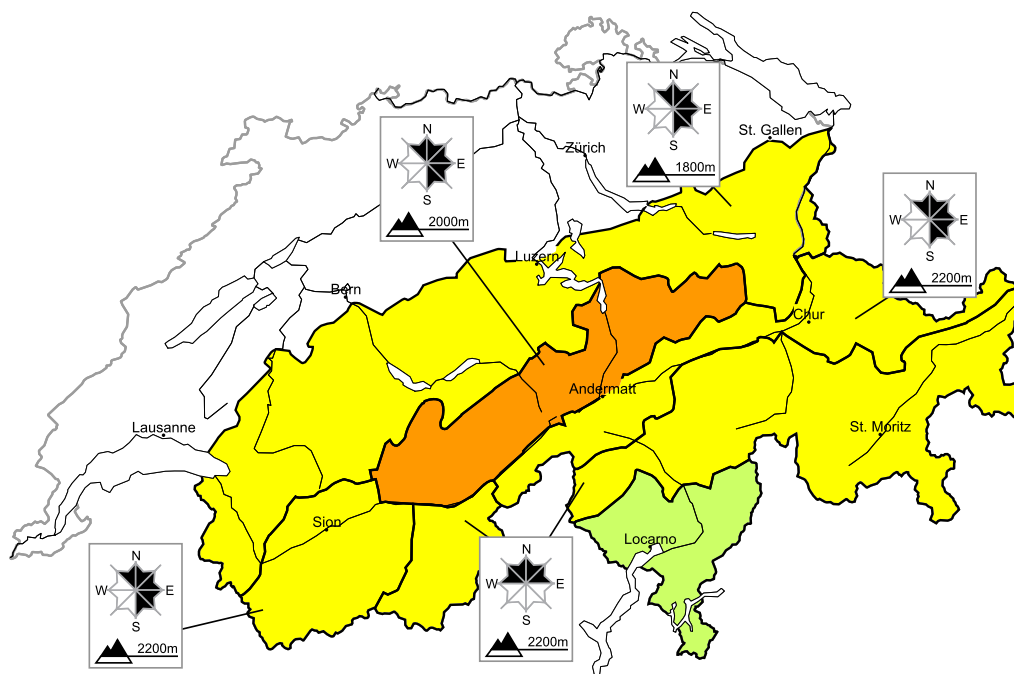 N
W E
S
1800m
St. Gallen
Zürich
N
W E
S
2000m
N
W E
S
2200m
Luzern
Bern
Chur
Andermatt
Lausanne
St. Moritz
Sion
Locarno
N
W E
S
2200m
N
W E
S
2200m